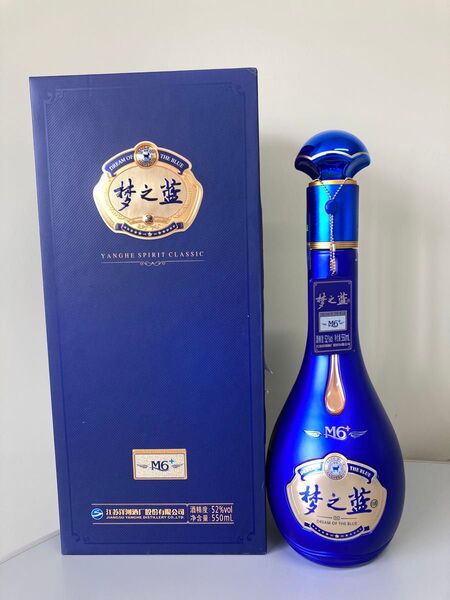 DREAM OF THE BLUE
梦之蓝
YANGHE SPIRIT CLASSIC
M6+
江苏洋河酒厂股份有限公司
JIANGSU YANGHE DISTILLERY CO.,LTD.
酒精度 52%vol
净含量 550mL
梦之蓝
M6+
M6+
THE BLUE
梦之蓝
DREAM OF THE BLUE